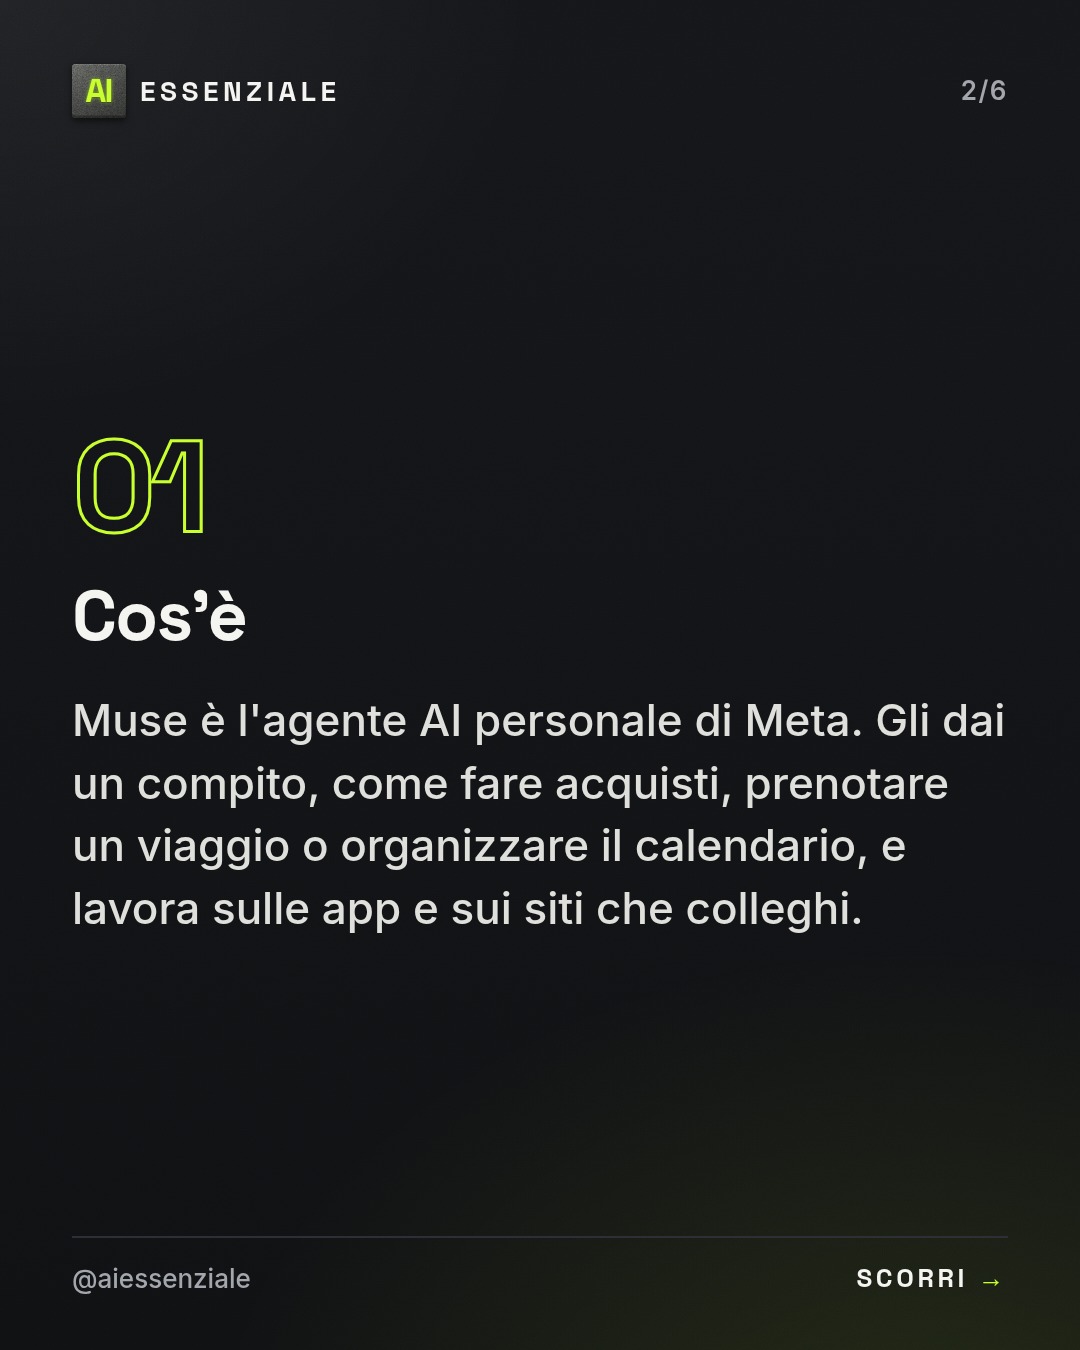 AI ESSENZIALE
2/6
01
Cos’è
Muse è l'agente AI personale di Meta. Gli dai
un compito, come fare acquisti, prenotare
un viaggio o organizzare il calendario, e
lavora sulle app e sui siti che colleghi.
@aiessenziale
SCORRI →